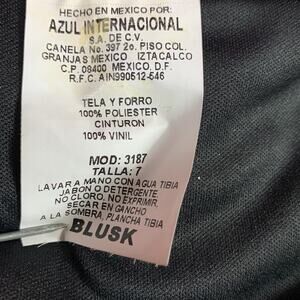 HECHO EN MEXICO POR:
AZUL INTERNACIONAL
S.A. DE C.V.
CANELA No. 397 2o. PISO COL.
GRANJAS MEXICO IZTACALCO
C.P. 08400 MEXICO, D.F.
R.F.C. AIN990512-546
TELA Y FORRO
100% POLIESTER
CINTURON
100% VINIL
MOD: 3187
TALLA: 7
LAVAR A MANO CON AGUA TIBIA
JABON O DETERGENTE
NO CLORO, NO EXPRIMIR,
SECAR EN GANCHO
A LA SOMBRA, PLANCHA TIBIA
BLUSK